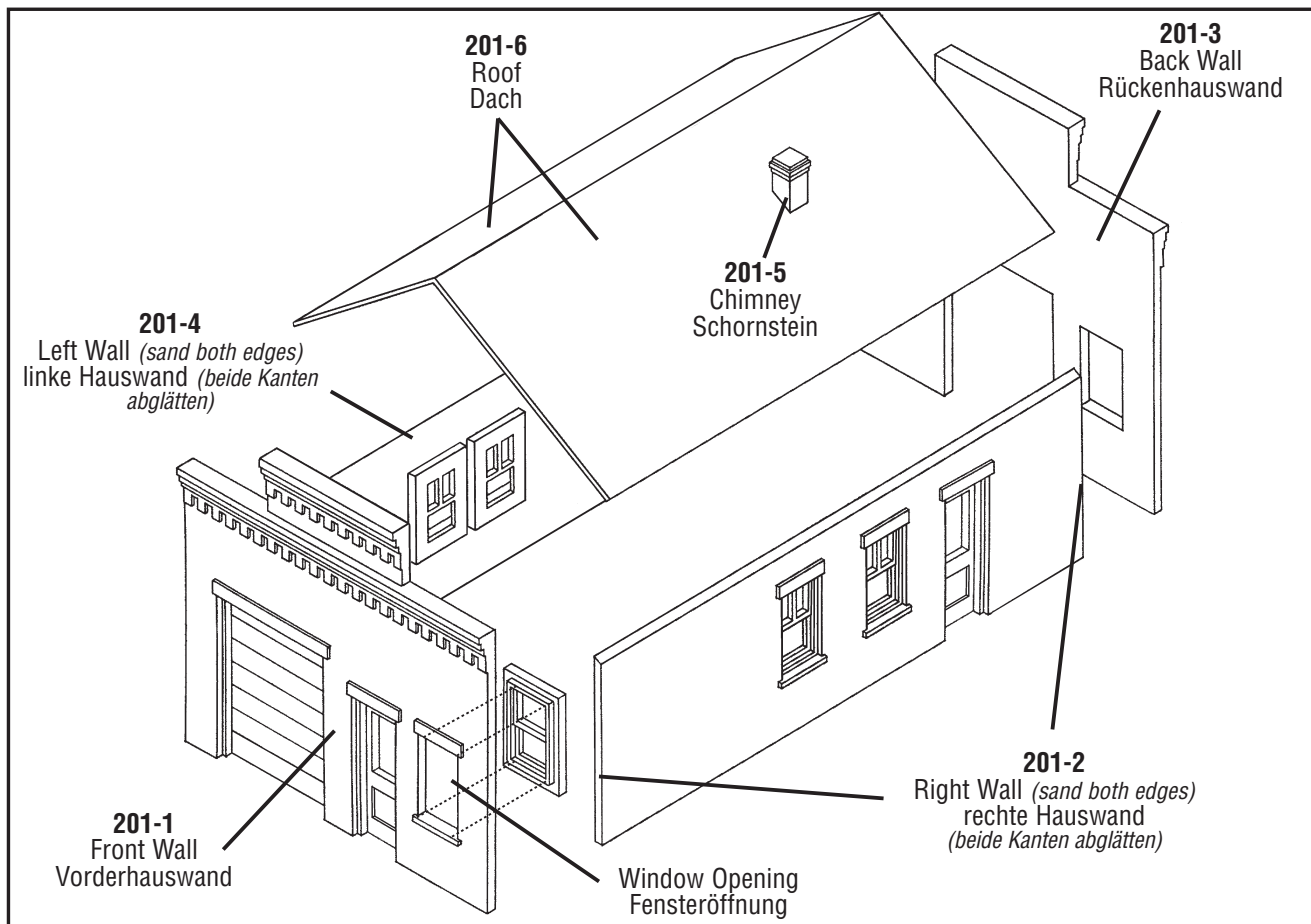 201-6
Roof
Dach
201-3
Back Wall
Rückenhauswand
201-5
Chimney
Schornstein
201-4
Left Wall (sand both edges)
linke Hauswand (beide Kanten
abglätten)
201-2
Right Wall (sand both edges)
rechte Hauswand
(beide Kanten abglätten)
201-1
Front Wall
Vorderhauswand
Window Opening
Fensteröffnung